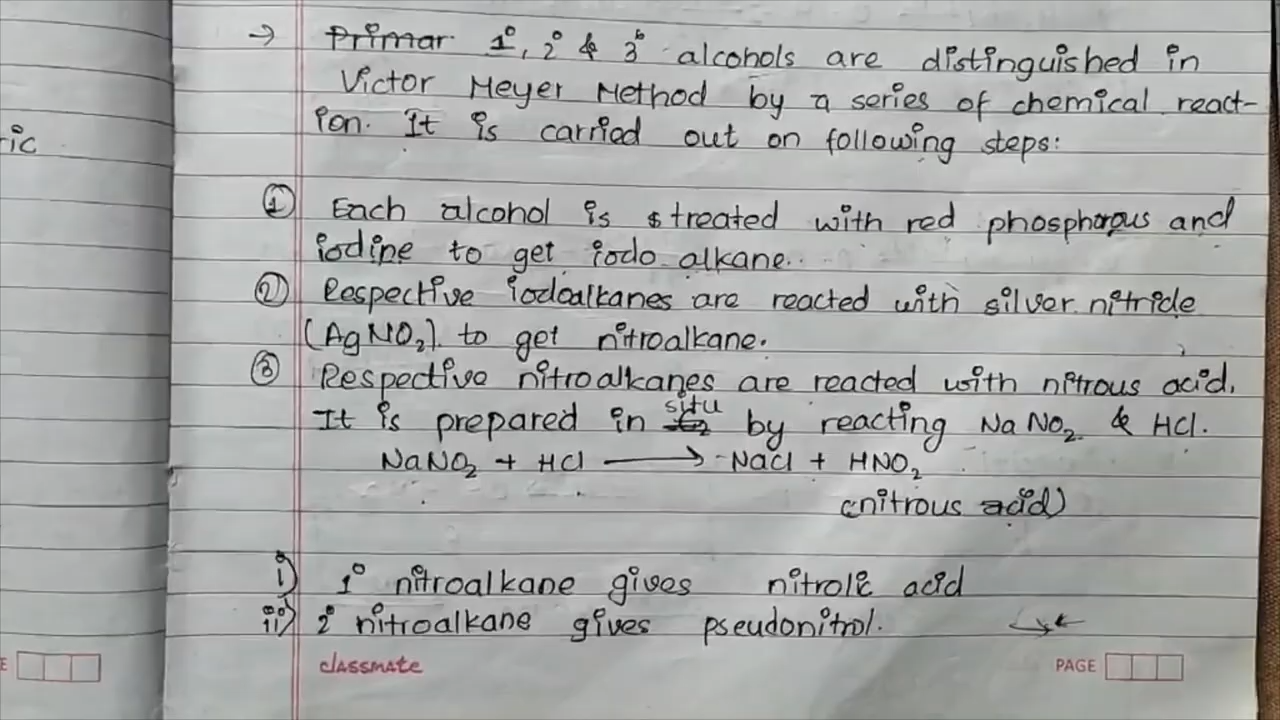 ric
→ Primar 1°, 2° & 3° alcohols are distinguished in
Victor Meyer Method by a series of chemical react-
ion. It is carried out on following steps:
① Each alcohol is treated with red phosphorous and
iodine to get iodo alkane.
② Respective iodoalkanes are reacted with silver nitride
(AgNO₂) to get nitroalkane.
③ Respective nitroalkanes are reacted with nitrous acid.
It is prepared in situ by reacting NaNO₂ & HCl.
NaNO₂ + HCl ⟶ NaCl + HNO₂
(nitrous acid)
i) 1° nitroalkane gives nitrolic acid
ii) 2° nitroalkane gives pseudonitrol.
E
classmate
PAGE